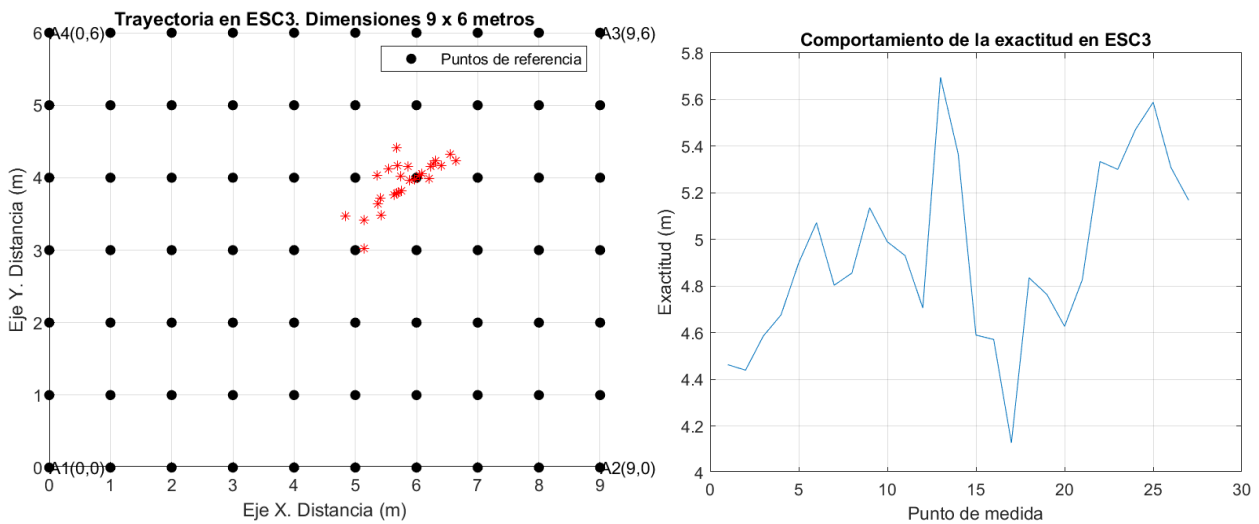 Trayectoria en ESC3. Dimensiones 9 x 6 metros
A4(0,6)
A3(9,6)
Puntos de referencia
6
5
4
3
2
1
0
Eje Y. Distancia (m)
A1(0,0)
A2(9,0)
0 1 2 3 4 5 6 7 8 9
Eje X. Distancia (m)
Comportamiento de la exactitud en ESC3
5.8
5.6
5.4
5.2
5
4.8
4.6
4.4
4.2
4
Exactitud (m)
0 5 10 15 20 25 30
Punto de medida